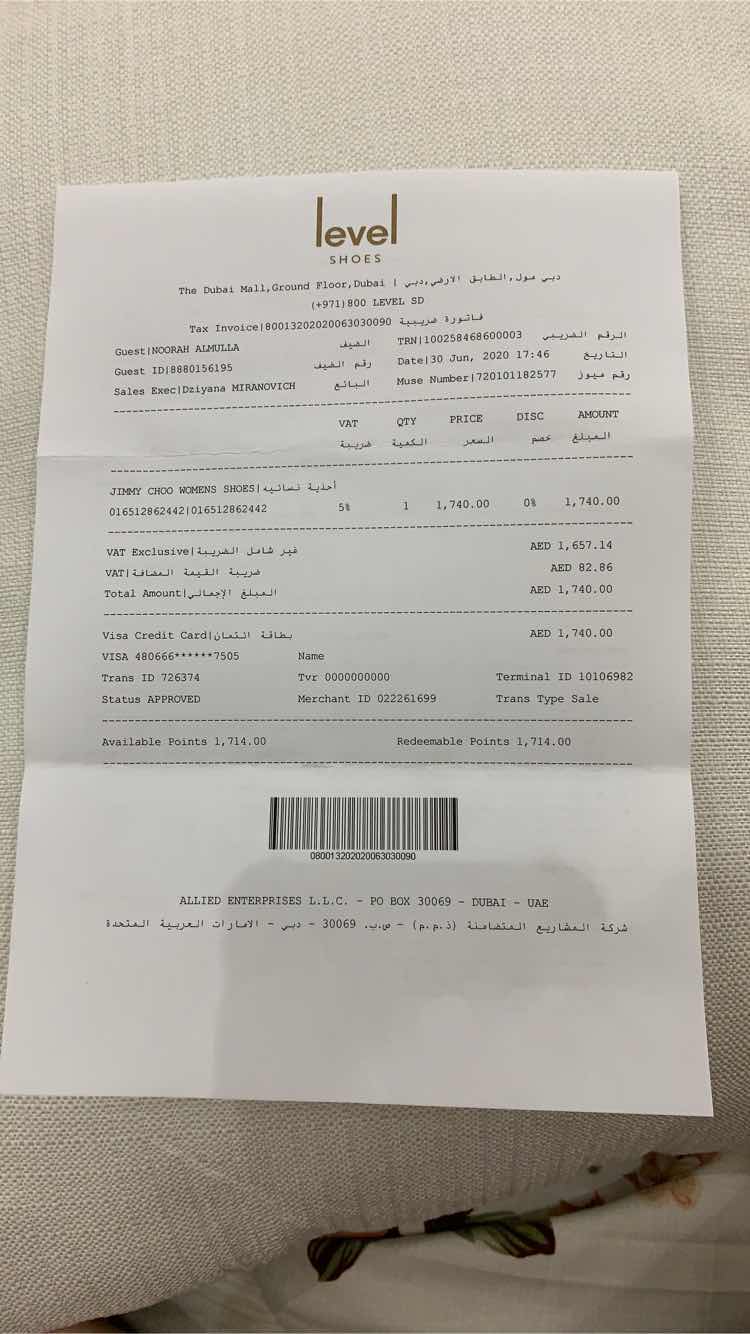 level
SHOES
The Dubai Mall,Ground Floor,Dubai | دبي مول,الطابق الارضي,دبي
(+971)800 LEVEL SD
Tax Invoice|80013202020063030090 فاتورة ضريبية
Guest|NOORAH ALMULLA الضيف TRN|100258468600003 الرقم الضريبي
Guest ID|8880156195 رقم الضيف Date|30 Jun, 2020 17:46 التاريخ
Sales Exec|Dziyana MIRANOVICH البائع Muse Number|720101182577 رقم ميوز
VAT QTY PRICE DISC AMOUNT
ضريبة الكمية السعر خصم المبلغ
JIMMY CHOO WOMENS SHOES|أحذية نسائيه
016512862442|016512862442 5% 1 1,740.00 0% 1,740.00
VAT Exclusive|غير شامل الضريبة AED 1,657.14
VAT|ضريبة القيمة المضافة AED 82.86
Total Amount|المبلغ الإجمالي AED 1,740.00
Visa Credit Card|بطاقة ائتمان AED 1,740.00
VISA 480666******7505 Name
Trans ID 726374 Tvr 0000000000 Terminal ID 10106982
Status APPROVED Merchant ID 022261699 Trans Type Sale
Available Points 1,714.00 Redeemable Points 1,714.00
080013202020063030090
ALLIED ENTERPRISES L.L.C. - PO BOX 30069 - DUBAI - UAE
شركة المشاريع المتضامنة (ذ.م.م) - ص.ب. 30069 - دبي - الامارات العربية المتحدة